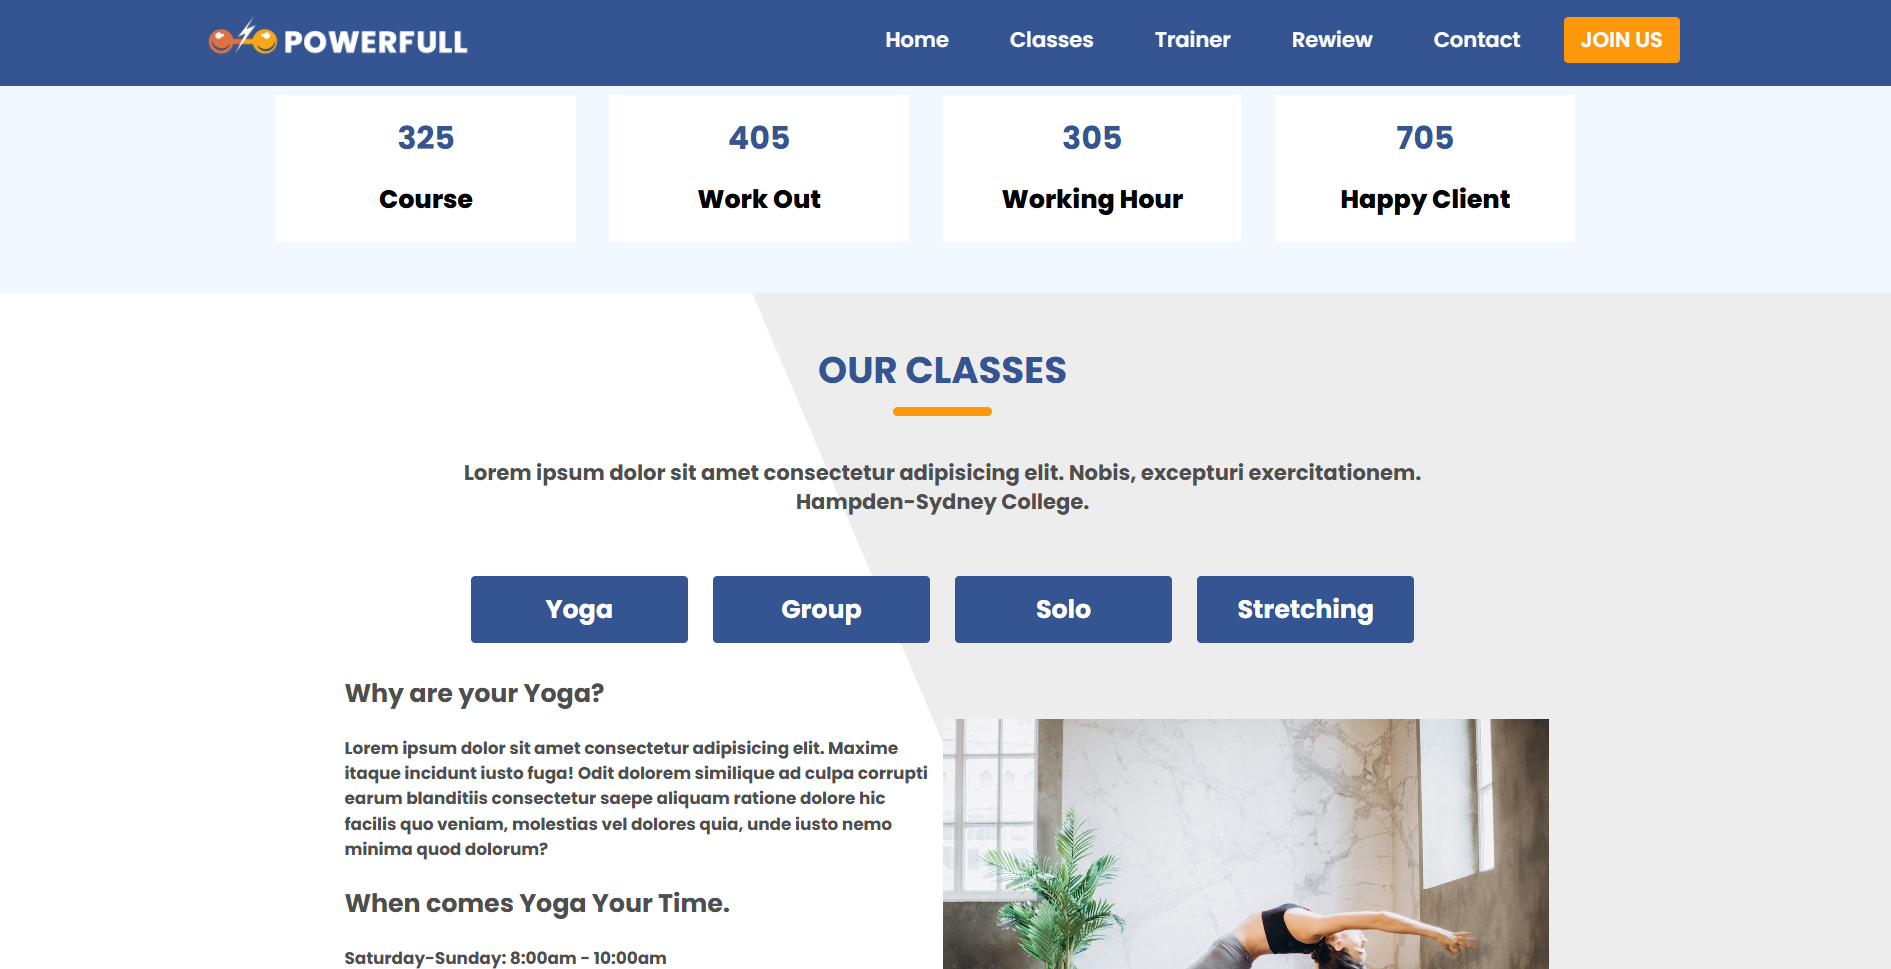 POWERFULL
Home Classes Trainer Rewiew Contact JOIN US
325 405 305 705
Course Work Out Working Hour Happy Client
OUR CLASSES
Lorem ipsum dolor sit amet consectetur adipisicing elit. Nobis, excepturi exercitationem.
Hampden-Sydney College.
Yoga Group Solo Stretching
Why are your Yoga?
Lorem ipsum dolor sit amet consectetur adipisicing elit. Maxime
itaque incidunt iusto fuga! Odit dolorem similique ad culpa corrupti
earum blanditiis consectetur saepe aliquam ratione dolore hic
facilis quo veniam, molestias vel dolores quia, unde iusto nemo
minima quod dolorum?
When comes Yoga Your Time.
Saturday-Sunday: 8:00am - 10:00am